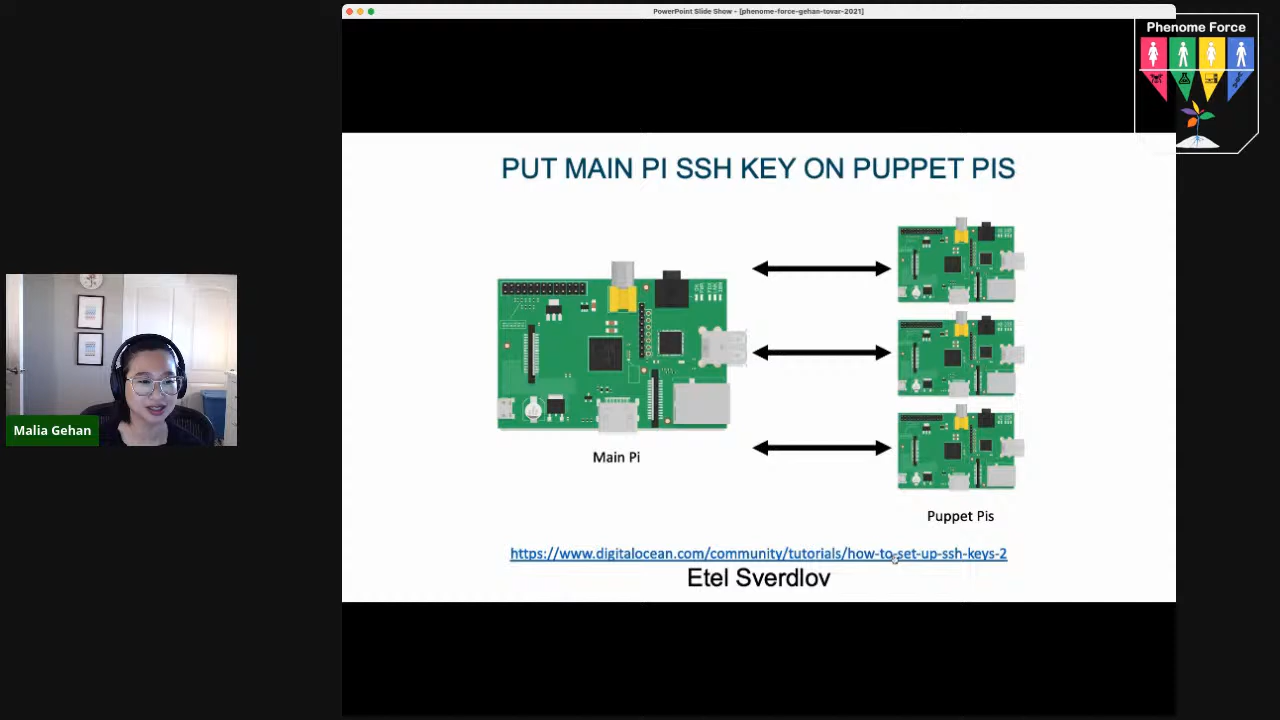 PowerPoint Slide Show - [phenome-force-gehan-tovar-2021]
Phenome Force
PUT MAIN PI SSH KEY ON PUPPET PIS
Malia Gehan
Main Pi
Puppet Pis
https://www.digitalocean.com/community/tutorials/how-to-set-up-ssh-keys-2
Etel Sverdlov